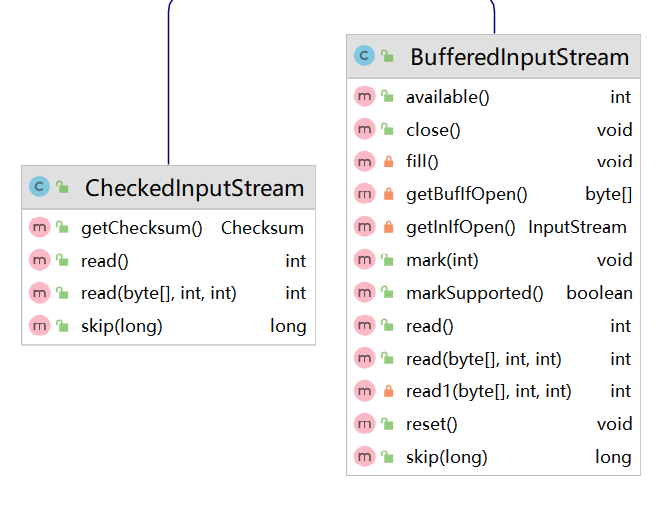 CheckedInputStream
getChecksum() Checksum
read() int
read(byte[], int, int) int
skip(long) long
BufferedInputStream
available() int
close() void
fill() void
getBufIfOpen() byte[]
getInIfOpen() InputStream
mark(int) void
markSupported() boolean
read() int
read(byte[], int, int) int
read1(byte[], int, int) int
reset() void
skip(long) long